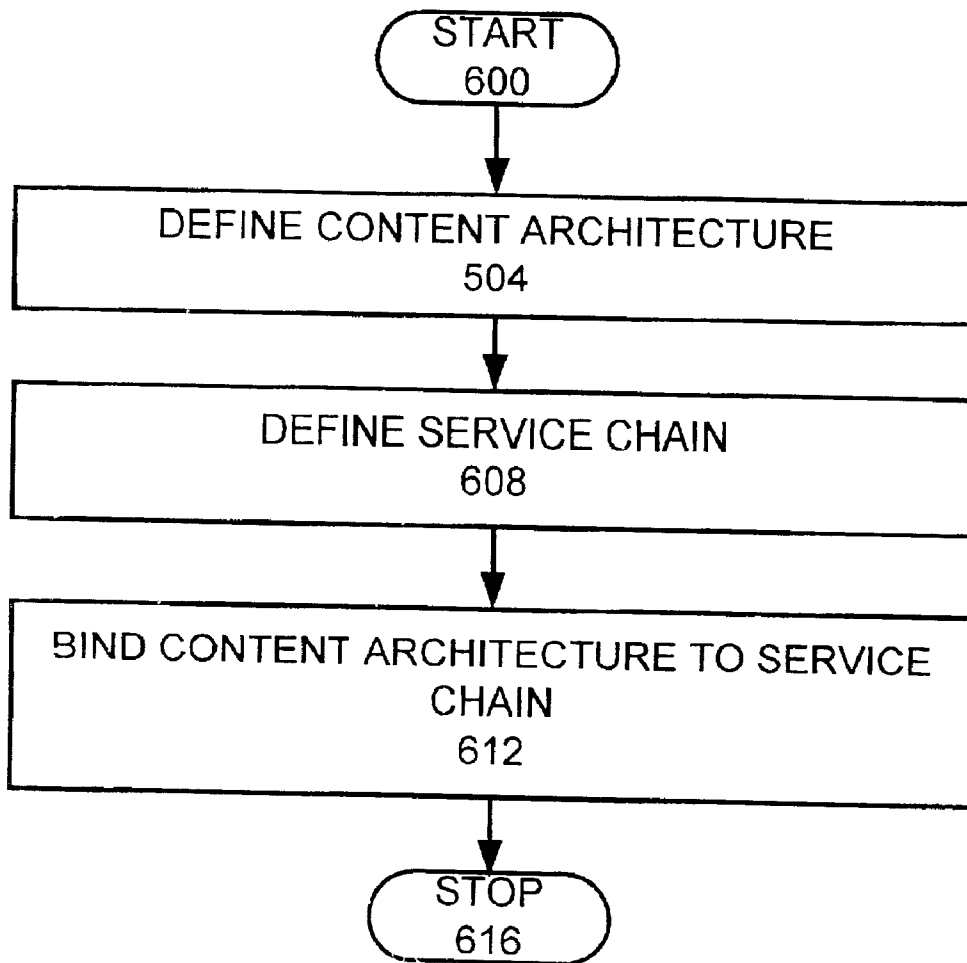 START
600
DEFINE CONTENT ARCHITECTURE
504
DEFINE SERVICE CHAIN
608
BIND CONTENT ARCHITECTURE TO SERVICE
CHAIN
612
STOP
616